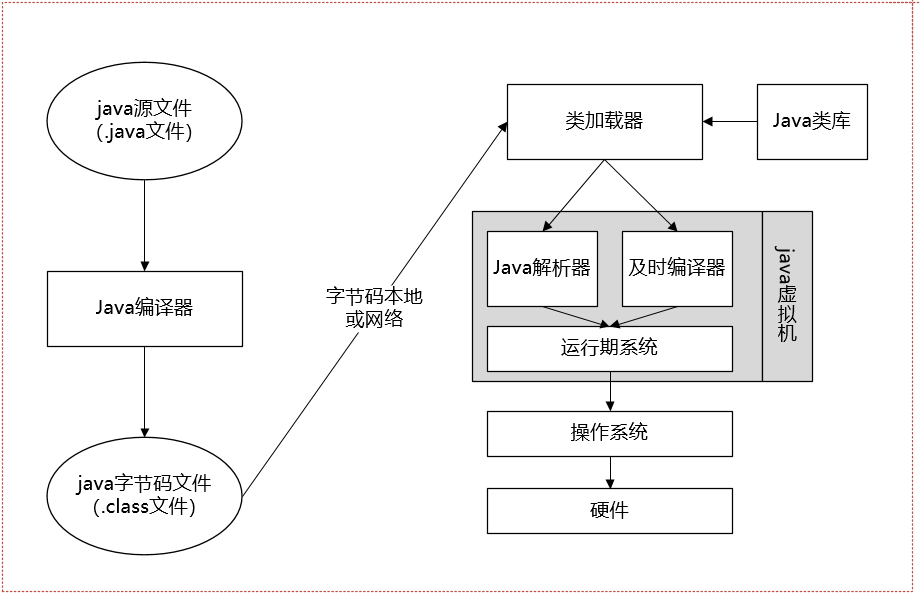 java源文件
(.java文件)
Java编译器
java字节码文件
(.class文件)
字节码本地
或网络
类加载器
Java类库
Java解析器
及时编译器
java虚拟机
运行期系统
操作系统
硬件